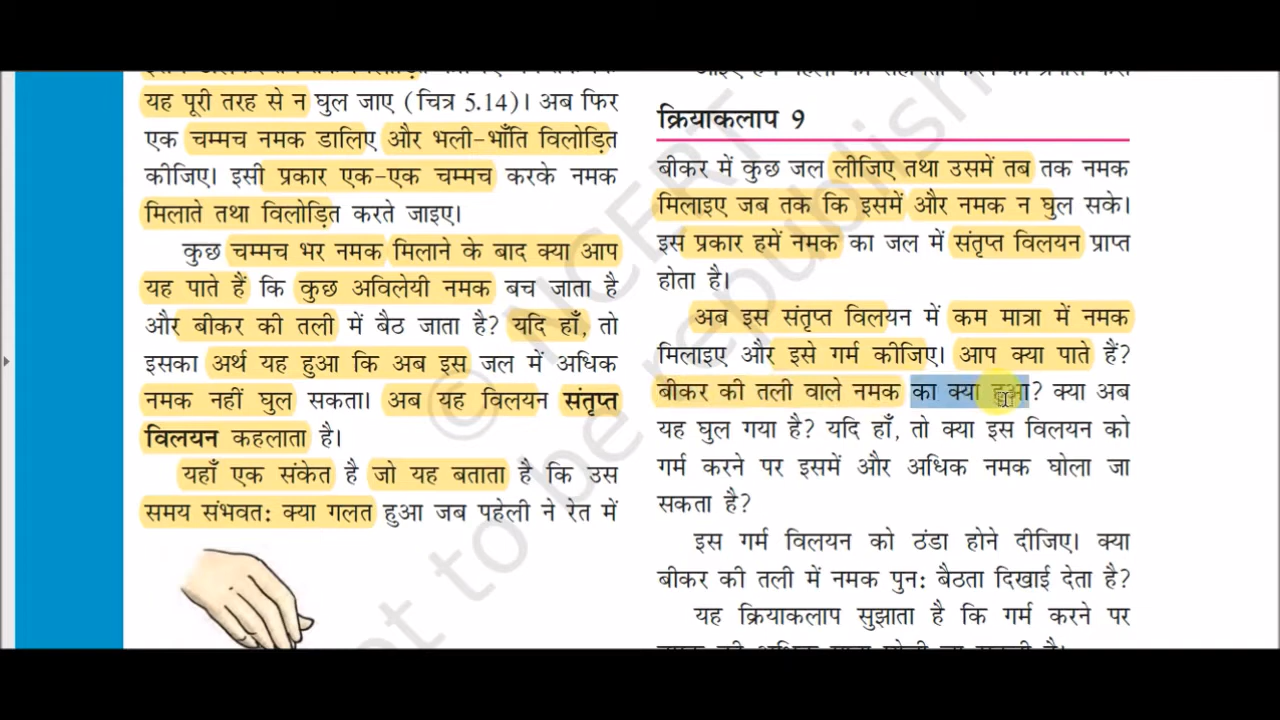 यह पूरी तरह से न घुल जाए (चित्र 5.14)। अब फिर
एक चम्मच नमक डालिए और भली-भाँति विलोड़ित
कीजिए। इसी प्रकार एक-एक चम्मच करके नमक
मिलाते तथा विलोड़ित करते जाइए।
कुछ चम्मच भर नमक मिलाने के बाद क्या आप
यह पाते हैं कि कुछ अविलेयी नमक बच जाता है
और बीकर की तली में बैठ जाता है? यदि हाँ, तो
इसका अर्थ यह हुआ कि अब इस जल में अधिक
नमक नहीं घुल सकता। अब यह विलयन संतृप्त
विलयन कहलाता है।
यहाँ एक संकेत है जो यह बताता है कि उस
समय संभवत: क्या गलत हुआ जब पहेली ने रेत में
क्रियाकलाप 9
बीकर में कुछ जल लीजिए तथा उसमें तब तक नमक
मिलाइए जब तक कि इसमें और नमक न घुल सके।
इस प्रकार हमें नमक का जल में संतृप्त विलयन प्राप्त
होता है।
अब इस संतृप्त विलयन में कम मात्रा में नमक
मिलाइए और इसे गर्म कीजिए। आप क्या पाते हैं?
बीकर की तली वाले नमक का क्या हुआ? क्या अब
यह घुल गया है? यदि हाँ, तो क्या इस विलयन को
गर्म करने पर इसमें और अधिक नमक घोला जा
सकता है?
इस गर्म विलयन को ठंडा होने दीजिए। क्या
बीकर की तली में नमक पुन: बैठता दिखाई देता है?
यह क्रियाकलाप सुझाता है कि गर्म करने पर
© NCERT
not to be republish